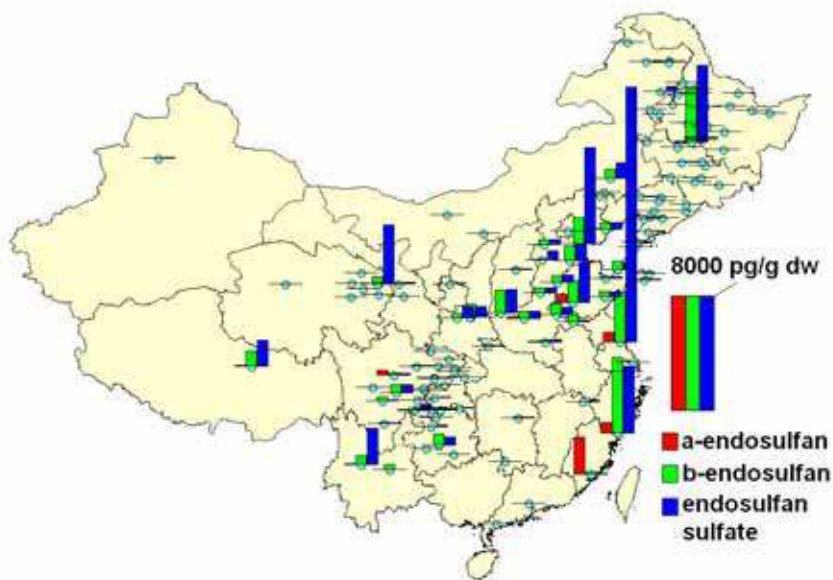 8000 pg/g dw
a-endosulfan
b-endosulfan
endosulfan
sulfate